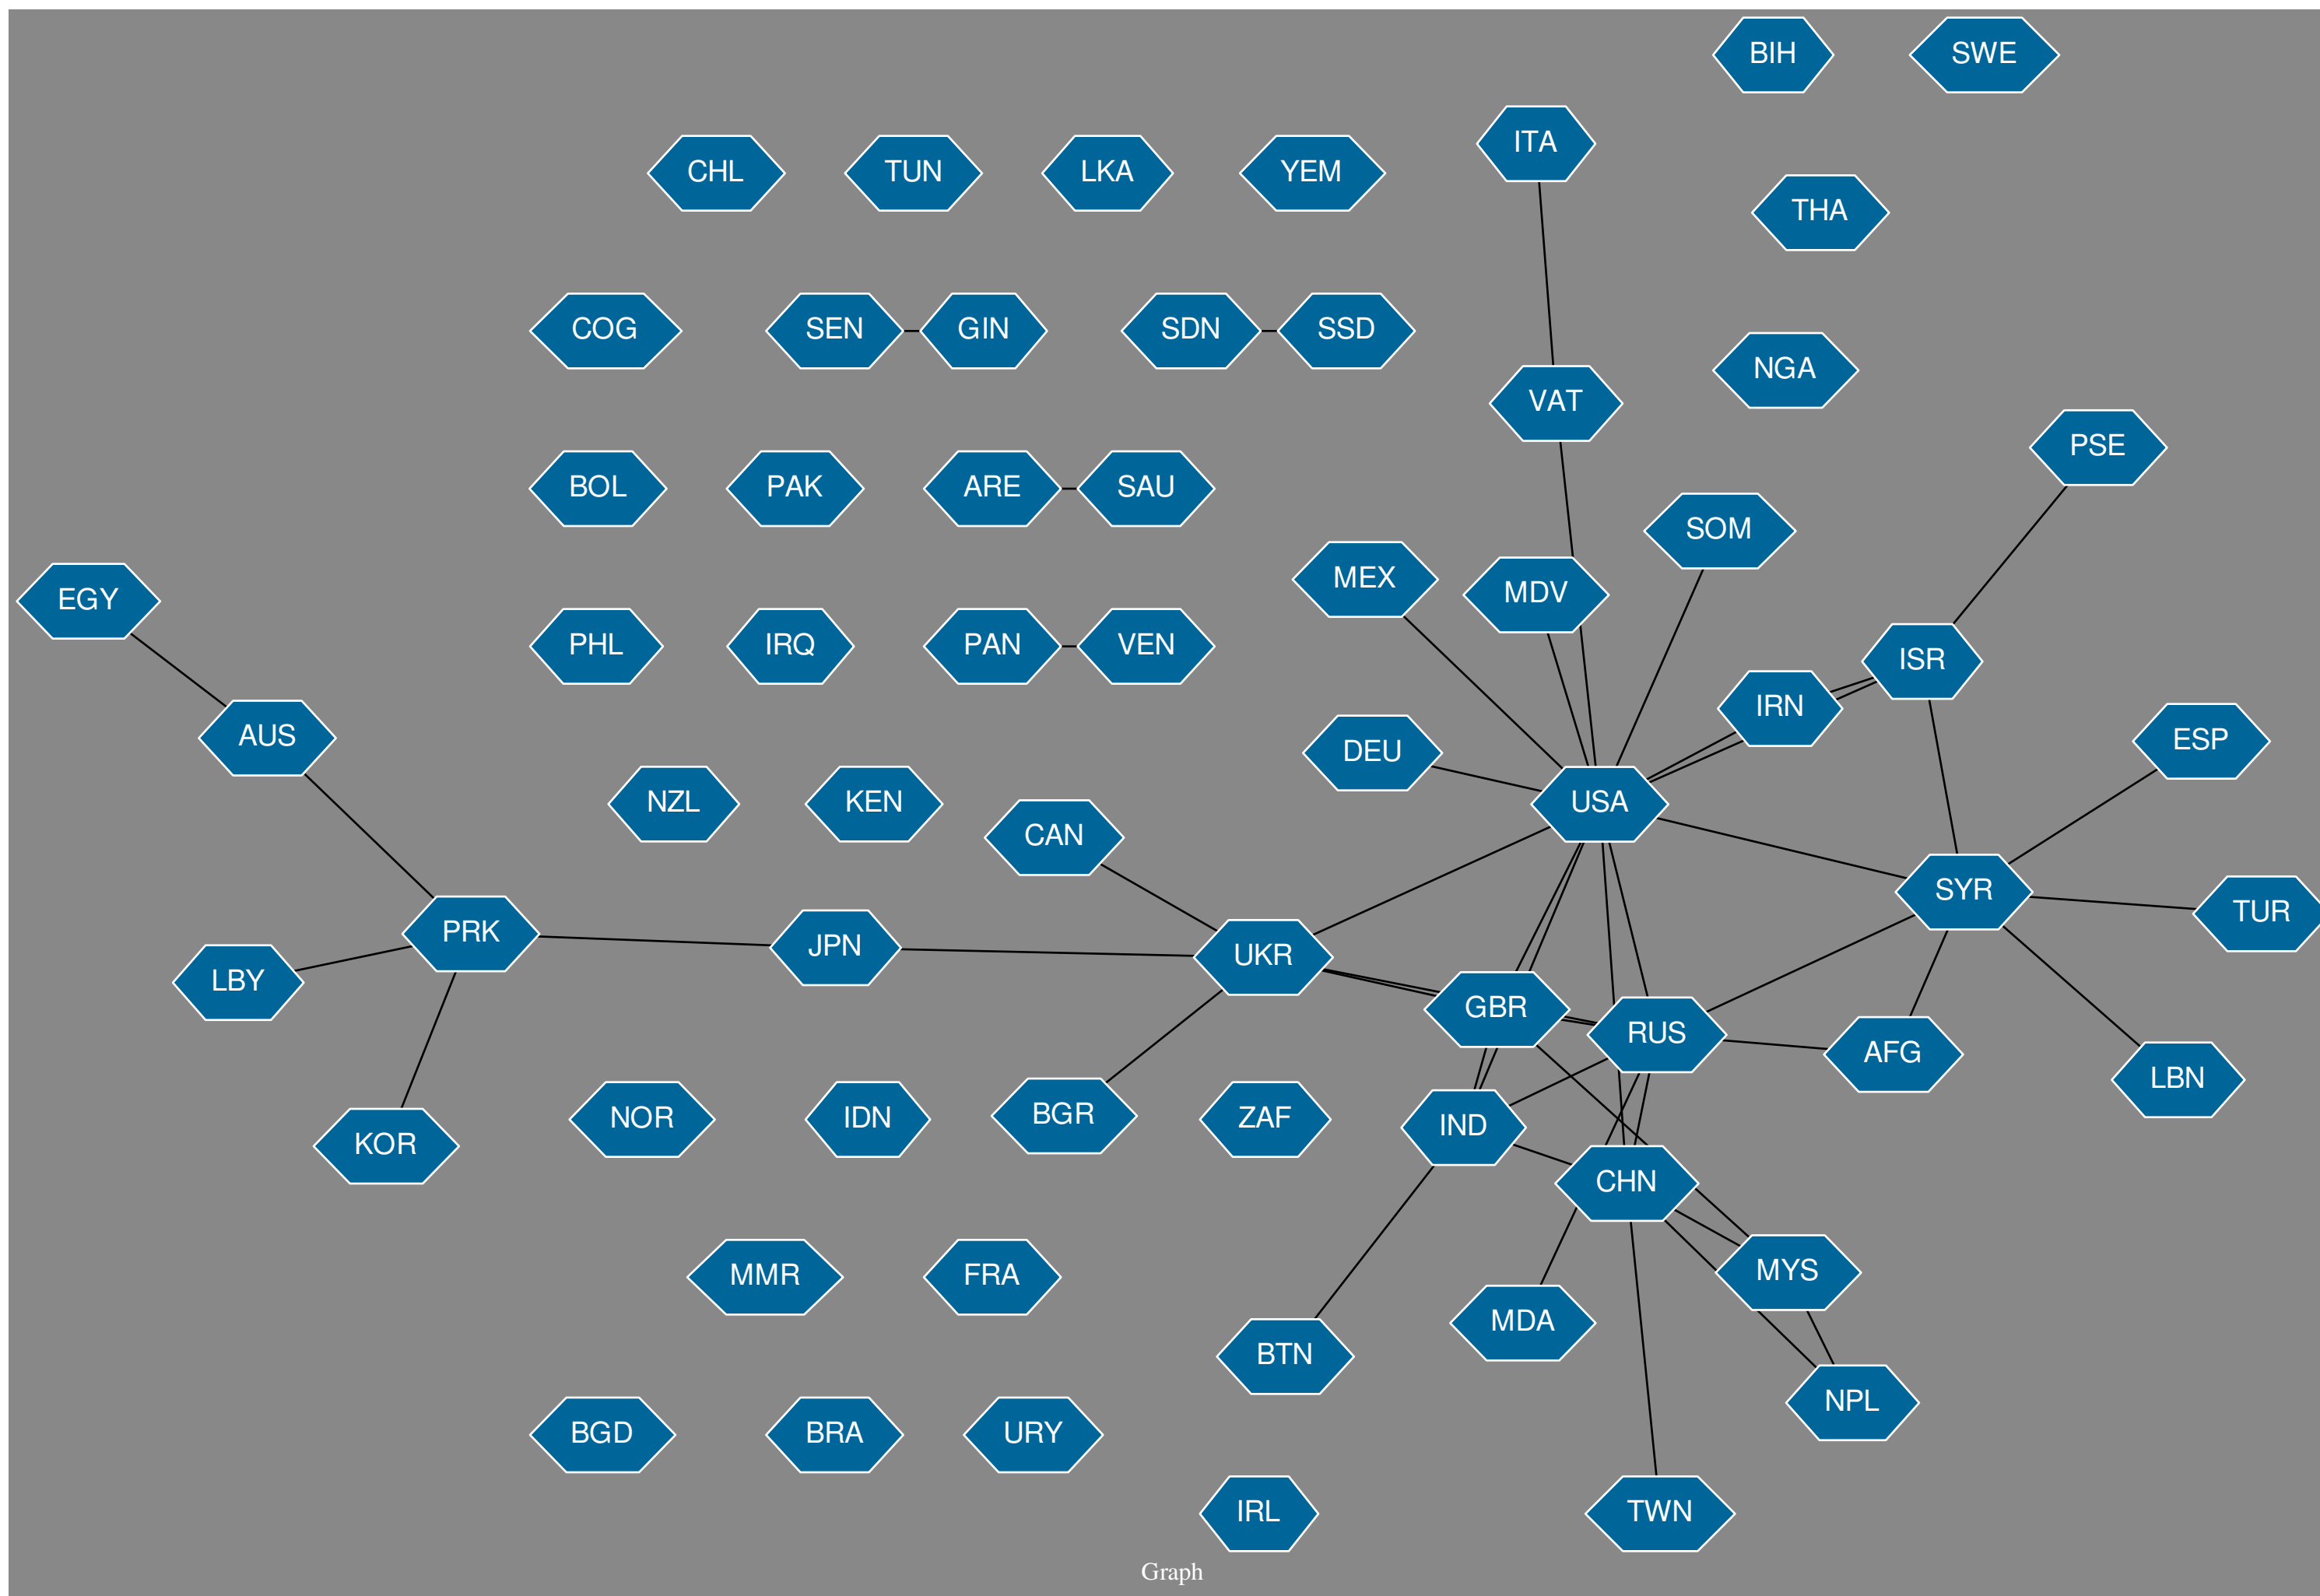 BIH
SWE
ITA
CHL
TUN
LKA
YEM
THA
COG
SEN
GIN
SDN
SSD
NGA
VAT
PSE
BOL
PAK
ARE
SAU
SOM
MEX
MDV
EGY
PHL
IRQ
PAN
VEN
ISR
IRN
AUS
DEU
ESP
NZL
KEN
USA
CAN
SYR
TUR
PRK
JPN
UKR
LBY
GBR
RUS
AFG
LBN
KOR
NOR
IDN
BGR
ZAF
IND
CHN
MMR
FRA
MYS
MDA
BTN
NPL
BGD
BRA
URY
IRL
TWN
Graph